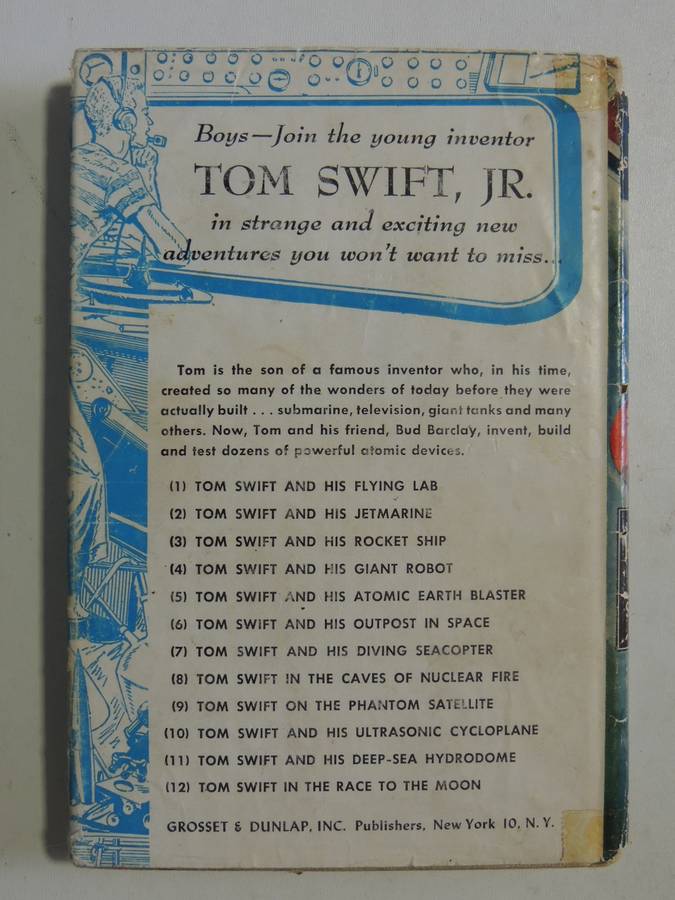 Boys—Join the young inventor
TOM SWIFT, JR.
in strange and exciting new
adventures you won't want to miss...
Tom is the son of a famous inventor who, in his time,
created so many of the wonders of today before they were
actually built . . . submarine, television, giant tanks and many
others. Now, Tom and his friend, Bud Barclay, invent, build
and test dozens of powerful atomic devices.
(1) TOM SWIFT AND HIS FLYING LAB
(2) TOM SWIFT AND HIS JETMARINE
(3) TOM SWIFT AND HIS ROCKET SHIP
(4) TOM SWIFT AND HIS GIANT ROBOT
(5) TOM SWIFT AND HIS ATOMIC EARTH BLASTER
(6) TOM SWIFT AND HIS OUTPOST IN SPACE
(7) TOM SWIFT AND HIS DIVING SEACOPTER
(8) TOM SWIFT IN THE CAVES OF NUCLEAR FIRE
(9) TOM SWIFT ON THE PHANTOM SATELLITE
(10) TOM SWIFT AND HIS ULTRASONIC CYCLOPLANE
(11) TOM SWIFT AND HIS DEEP-SEA HYDRODOME
(12) TOM SWIFT IN THE RACE TO THE MOON
GROSSET & DUNLAP, INC. Publishers, New York 10, N. Y.